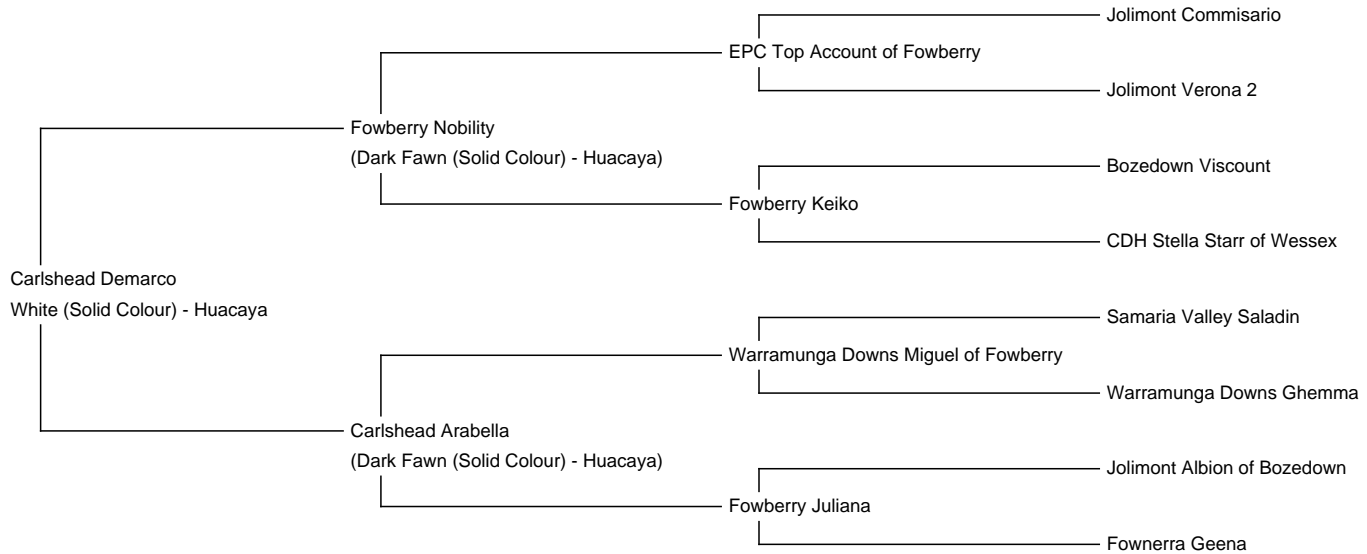 Jolimont Commisario
EPC Top Account of Fowberry
Jolimont Verona 2
Fowberry Nobility
(Dark Fawn (Solid Colour) - Huacaya)
Bozedown Viscount
Fowberry Keiko
CDH Stella Starr of Wessex
Carlshead Demarco
White (Solid Colour) - Huacaya
Samaria Valley Saladin
Warramunga Downs Miguel of Fowberry
Warramunga Downs Ghemma
Carlshead Arabella
(Dark Fawn (Solid Colour) - Huacaya)
Jolimont Albion of Bozedown
Fowberry Juliana
Fownerra Geena